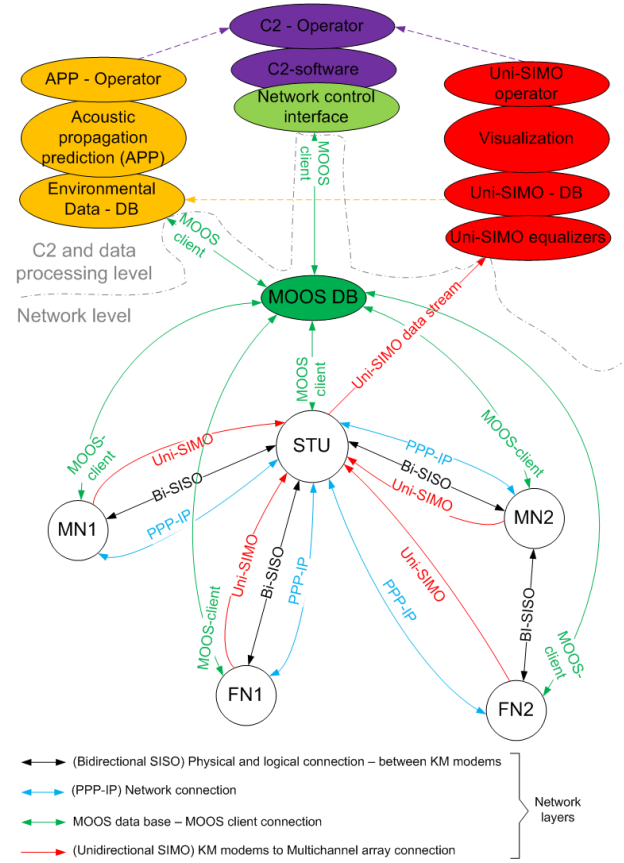 C2 - Operator
C2-software
Network control
interface
APP - Operator
Acoustic
propagation
prediction (APP)
Environmental
Data - DB
Uni-SIMO
operator
Visualization
Uni-SIMO - DB
Uni-SIMO equalizers
MOOS
client
MOOS
client
C2 and data
processing level
Network level
MOOS DB
Uni-SIMO data stream
MOOS
client
STU
MOOS-
client
Uni-SIMO
Bi-SISO
PPP-IP
MN1
PPP-IP
Bi-SISO
Uni-SIMO
MOOS-client
MN2
MOOS-client
Uni-SIMO
Bi-SISO
PPP-IP
FN1
PPP-IP
Uni-SIMO
BI-SISO
MOOS-
client
FN2
(Bidirectional SISO) Physical and logical connection – between KM modems
(PPP-IP) Network connection
MOOS data base – MOOS client connection
(Unidirectional SIMO) KM modems to Multichannel array connection
Network
layers